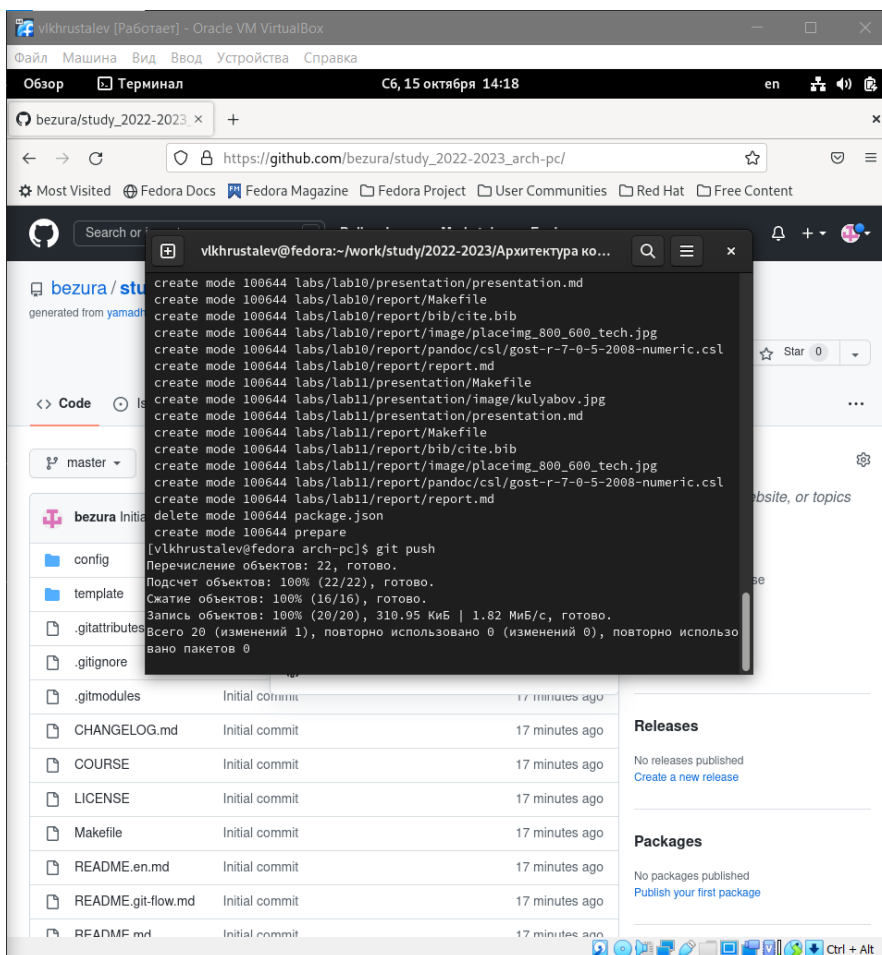 vlkhrustalev [Работает] - Oracle VM VirtualBox
Файл Машина Вид Ввод Устройства Справка
Обзор Терминал Сб, 15 октября 14:18 en
bezura/study_2022-2023_
https://github.com/bezura/study_2022-2023_arch-pc/
Most Visited Fedora Docs Fedora Magazine Fedora Project User Communities Red Hat Free Content
Search or
vlkhrustalev@fedora:~/work/study/2022-2023/Архитектура ко...
bezura / stu
generated from yamadh
Star 0
Code Is
master
bezura Initia
ebsite, or topics
config
template
.gitattributes
.gitignore
create mode 100644 labs/lab10/presentation/presentation.md
create mode 100644 labs/lab10/report/Makefile
create mode 100644 labs/lab10/report/bib/cite.bib
create mode 100644 labs/lab10/report/image/placeimg_800_600_tech.jpg
create mode 100644 labs/lab10/report/pandoc/csl/gost-r-7-0-5-2008-numeric.csl
create mode 100644 labs/lab10/report/report.md
create mode 100644 labs/lab11/presentation/Makefile
create mode 100644 labs/lab11/presentation/image/kulyabov.jpg
create mode 100644 labs/lab11/presentation/presentation.md
create mode 100644 labs/lab11/report/Makefile
create mode 100644 labs/lab11/report/bib/cite.bib
create mode 100644 labs/lab11/report/image/placeimg_800_600_tech.jpg
create mode 100644 labs/lab11/report/pandoc/csl/gost-r-7-0-5-2008-numeric.csl
create mode 100644 labs/lab11/report/report.md
delete mode 100644 package.json
create mode 100644 prepare
[vlkhrustalev@fedora arch-pc]$ git push
Перечисление объектов: 22, готово.
Подсчет объектов: 100% (22/22), готово.
Сжатие объектов: 100% (16/16), готово.
Запись объектов: 100% (20/20), 310.95 КиБ | 1.82 МиБ/с, готово.
Всего 20 (изменений 1), повторно использовано 0 (изменений 0), повторно использо
вано пакетов 0
.gitmodules Initial commit 17 minutes ago
CHANGELOG.md Initial commit 17 minutes ago
COURSE Initial commit 17 minutes ago
LICENSE Initial commit 17 minutes ago
Makefile Initial commit 17 minutes ago
README.en.md Initial commit 17 minutes ago
README.git-flow.md Initial commit 17 minutes ago
README.md Initial commit 17 minutes ago
Releases
No releases published
Create a new release
Packages
No packages published
Publish your first package
Ctrl + Alt